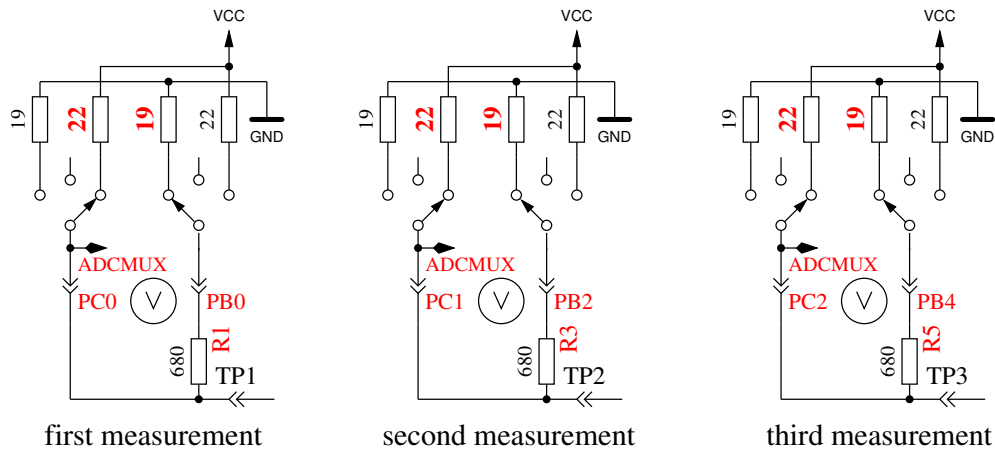 VCC
19
22
19
22
GND
ADCMUX
PC0
V
PB0
680
R1
TP1
first measurement
VCC
19
22
19
22
GND
ADCMUX
PC1
V
PB2
680
R3
TP2
second measurement
VCC
19
22
19
22
GND
ADCMUX
PC2
V
PB4
680
R5
TP3
third measurement